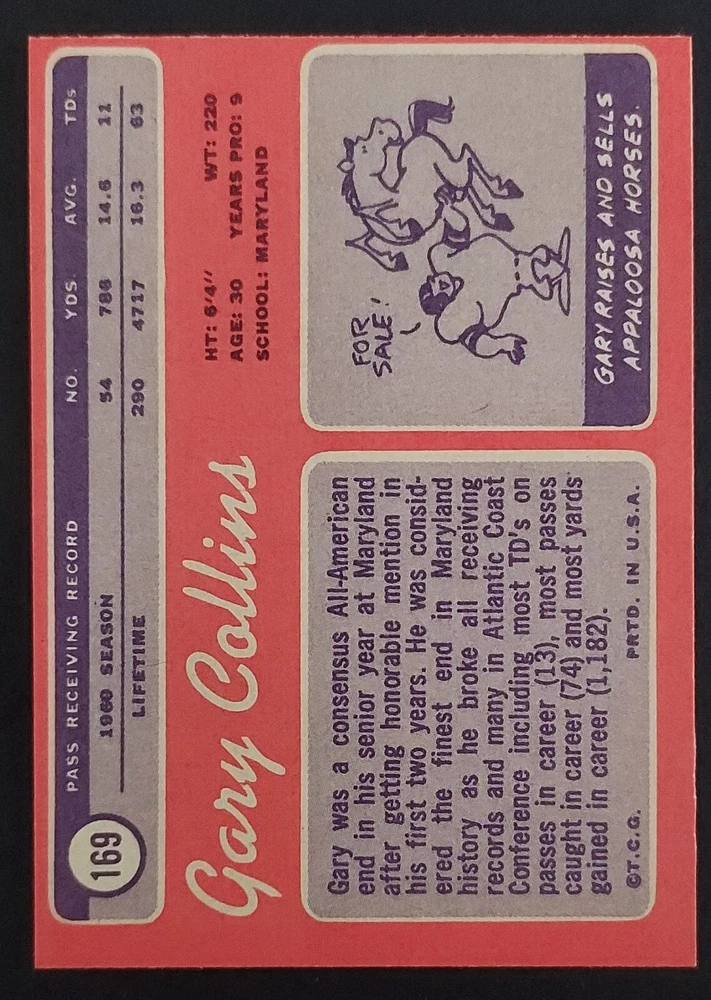 169
PASS RECEIVING RECORD NO. YDS. AVG. TDs
1969 SEASON 54 786 14.6 11
LIFETIME 290 4717 16.3 63
Gary Collins
HT: 6'4" WT: 220
AGE: 30 YEARS PRO: 9
SCHOOL: MARYLAND
Gary was a consensus All-American
end in his senior year at Maryland
after getting honorable mention in
his first two years. He was consid-
ered the finest end in Maryland
history as he broke all receiving
records and many in Atlantic Coast
Conference including most TD's on
passes in career (13), most passes
caught in career (74) and most yards
gained in career (1,182).
©T.C.G. PRTD. IN U.S.A.
FOR
SALE!
GARY RAISES AND SELLS
APPALOOSA HORSES.